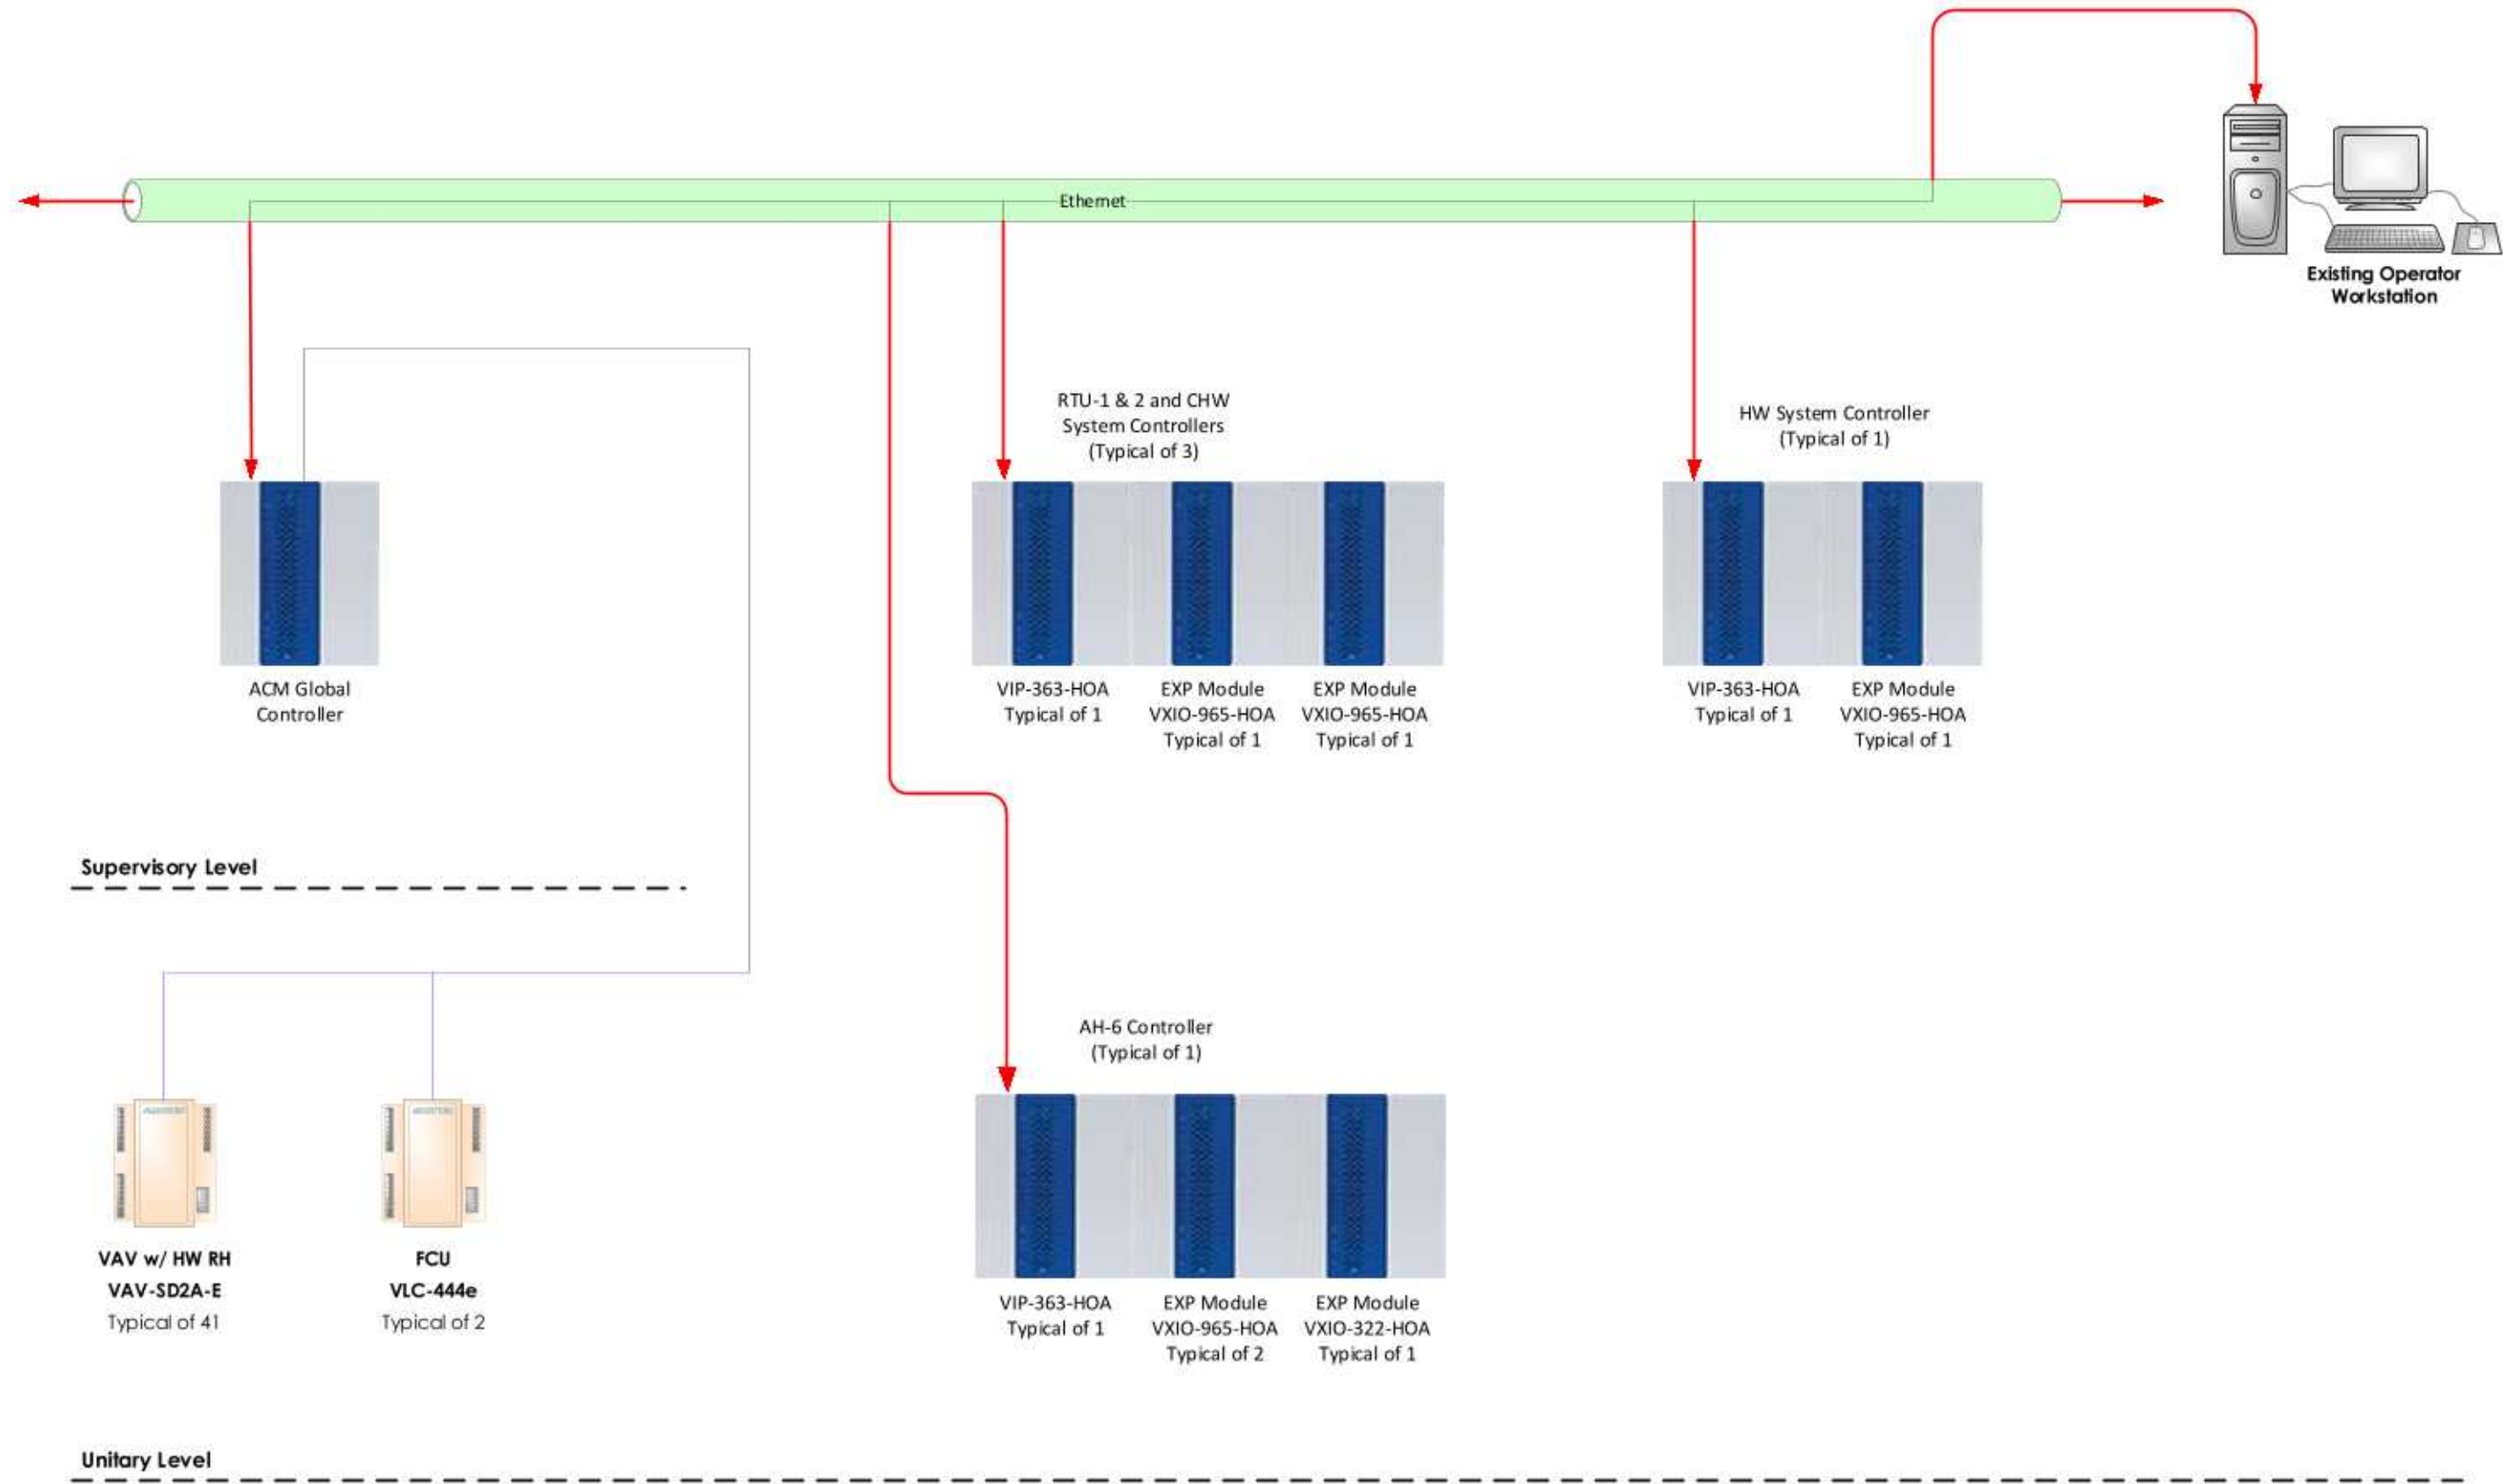 Ethernet
Existing Operator
Workstation
RTU-1 & 2 and CHW
System Controllers
(Typical of 3)
HW System Controller
(Typical of 1)
ACM Global
Controller
VIP-363-HOA
Typical of 1
EXP Module
VXIO-965-HOA
Typical of 1
EXP Module
VXIO-965-HOA
Typical of 1
VIP-363-HOA
Typical of 1
EXP Module
VXIO-965-HOA
Typical of 1
Supervisory Level
AH-6 Controller
(Typical of 1)
VAV w/ HW RH
VAV-SD2A-E
Typical of 41
FCU
VLC-444e
Typical of 2
VIP-363-HOA
Typical of 1
EXP Module
VXIO-965-HOA
Typical of 2
EXP Module
VXIO-322-HOA
Typical of 1
Unitary Level